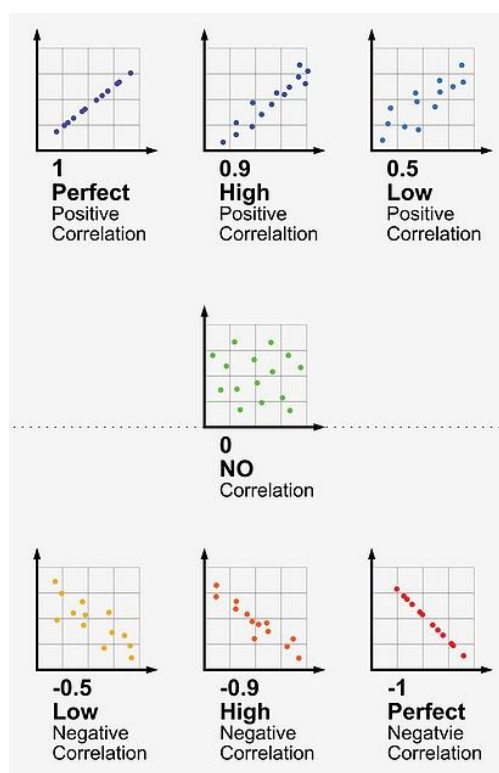 1
Perfect
Positive
Correlation
0.9
High
Positive
Correlaltion
0.5
Low
Positive
Correlation
0
NO
Correlation
-0.5
Low
Negative
Correlation
-0.9
High
Negative
Correlation
-1
Perfect
Negatvie
Correlation